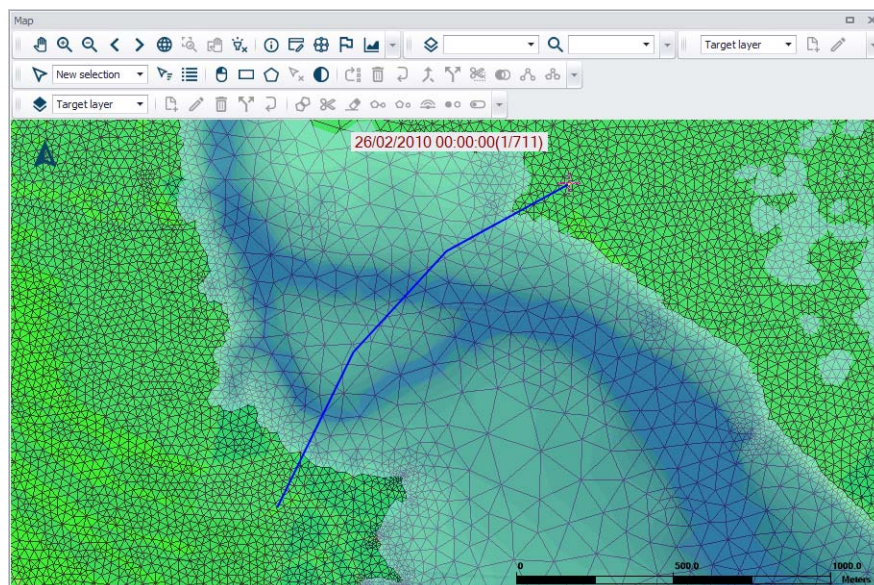 Map
Target layer
New selection
Target layer
26/02/2010 00:00:00(1/711)
0 500.0 1000.0
Meters